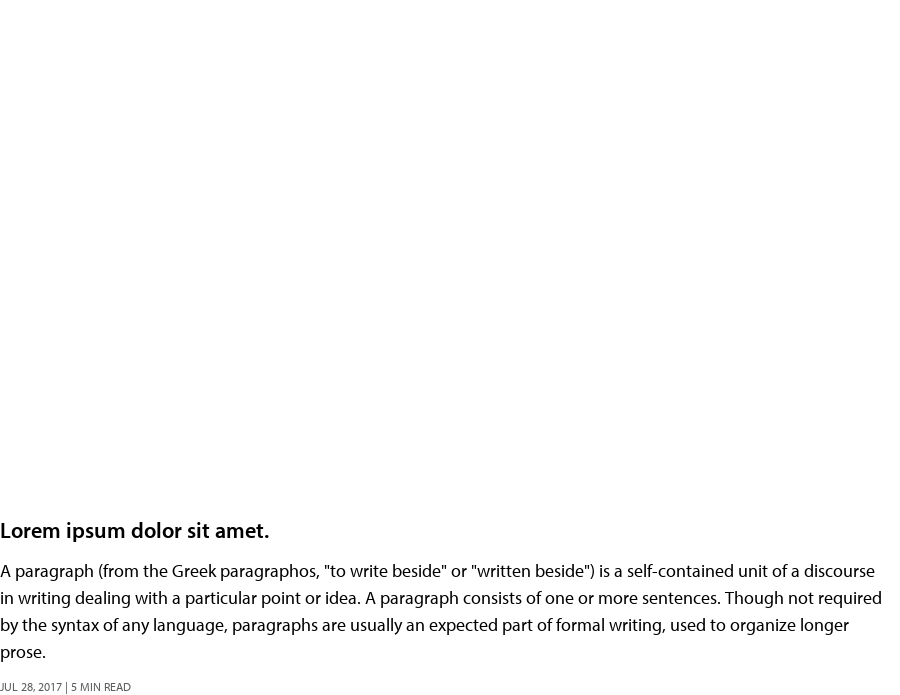 Lorem ipsum dolor sit amet.
A paragraph (from the Greek paragraphos, "to write beside" or "written beside") is a self-contained unit of a discourse
in writing dealing with a particular point or idea. A paragraph consists of one or more sentences. Though not required
by the syntax of any language, paragraphs are usually an expected part of formal writing, used to organize longer
prose.
JUL 28, 2017 | 5 MIN READ